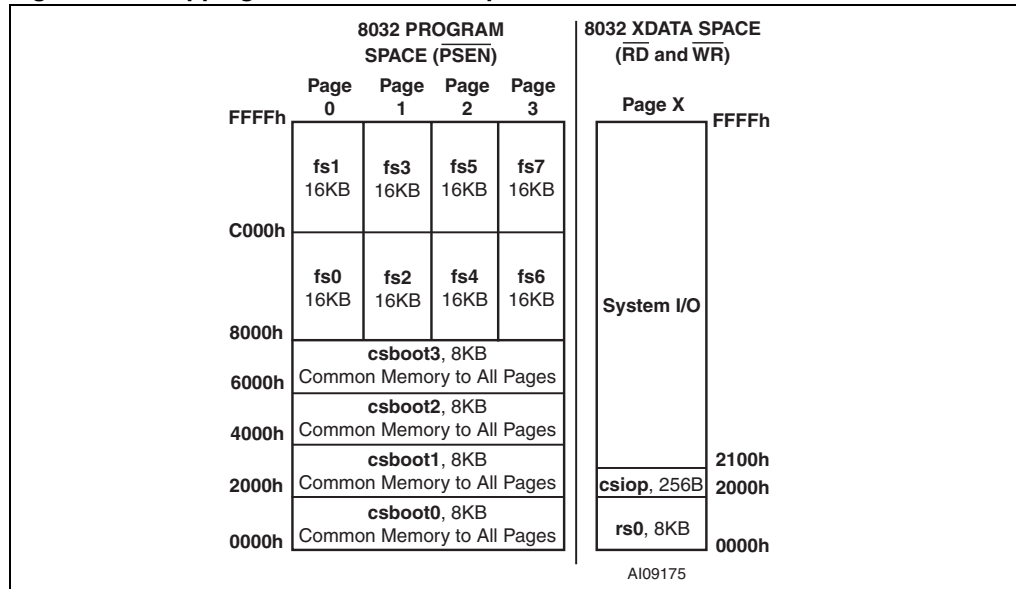 8032 PROGRAM
SPACE (PSEN)
Page
0
Page
1
Page
2
Page
3
FFFFh
fs1
16KB
fs3
16KB
fs5
16KB
fs7
16KB
C000h
fs0
16KB
fs2
16KB
fs4
16KB
fs6
16KB
8000h
csboot3, 8KB
Common Memory to All Pages
6000h
csboot2, 8KB
Common Memory to All Pages
4000h
csboot1, 8KB
Common Memory to All Pages
2000h
csboot0, 8KB
Common Memory to All Pages
0000h
8032 XDATA SPACE
(RD and WR)
Page X
FFFFh
System I/O
2100h
csiop, 256B
2000h
rs0, 8KB
0000h
AI09175